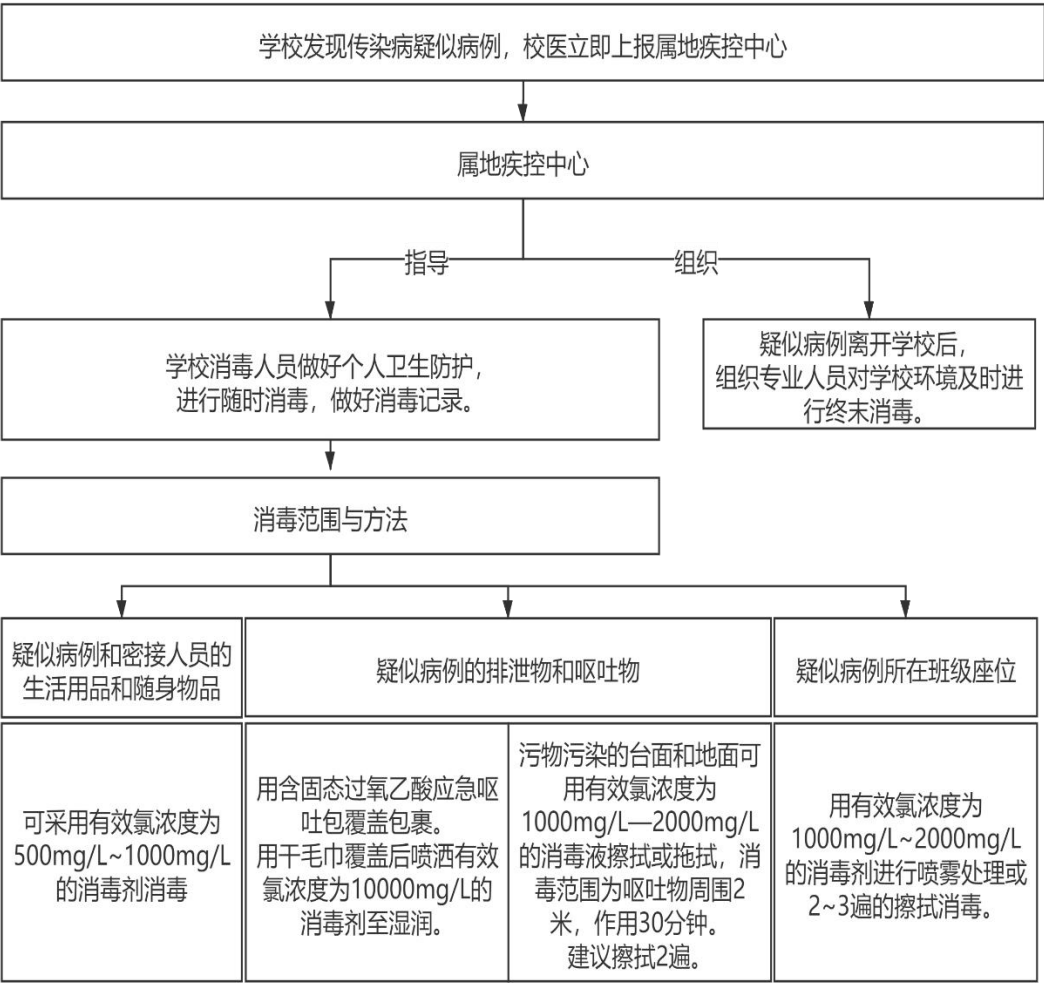 学校发现传染病疑似病例，校医立即上报属地疾控中心
属地疾控中心
指导
组织
学校消毒人员做好个人卫生防护，
进行随时消毒，做好消毒记录。
疑似病例离开学校后，
组织专业人员对学校环境及时进
行终末消毒。
消毒范围与方法
疑似病例和密接人员的
生活用品和随身物品
疑似病例的排泄物和呕吐物
疑似病例所在班级座位
可采用有效氯浓度为
500mg/L~1000mg/L
的消毒剂消毒
用含固态过氧乙酸应急呕
吐包覆盖包裹。
用干毛巾覆盖后喷洒有效
氯浓度为10000mg/L的
消毒剂至湿润。
污物污染的台面和地面可
用有效氯浓度为
1000mg/L—2000mg/L
的消毒液擦拭或拖拭，消
毒范围为呕吐物周围2
米，作用30分钟。
建议擦拭2遍。
用有效氯浓度为
1000mg/L~2000mg/L
的消毒剂进行喷雾处理或
2~3遍的擦拭消毒。